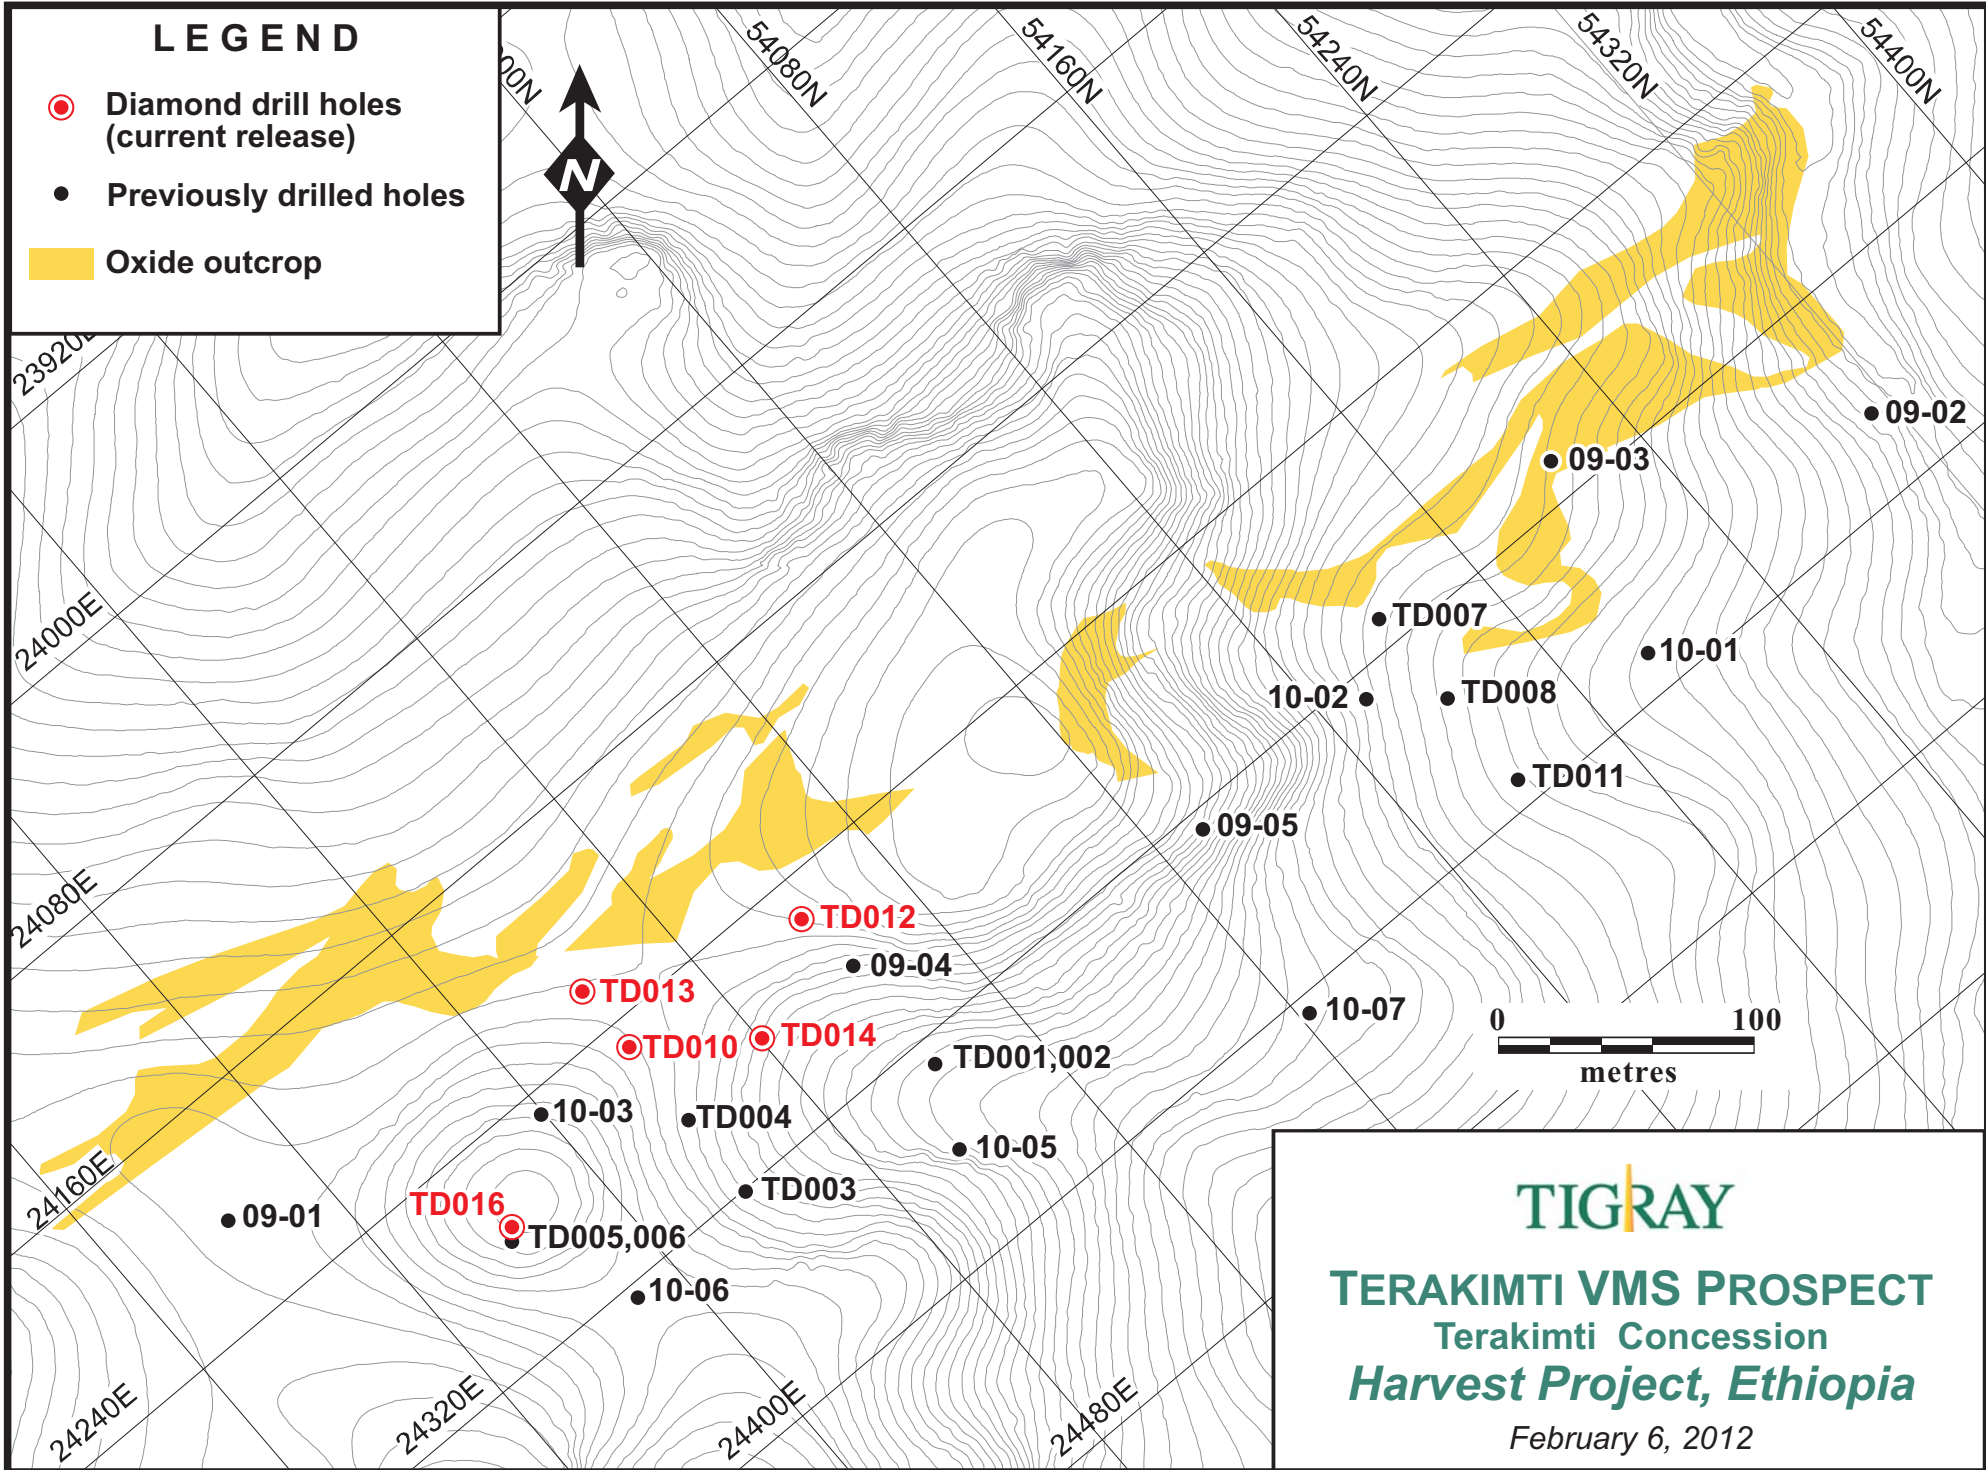 LEGEND
Diamond drill holes
(current release)
Previously drilled holes
Oxide outcrop
N
00N
54080N
54160N
54240N
54320N
54400N
23920E
24000E
24080E
24160E
24240E
24320E
24400E
24480E
09-02
09-03
TD007
10-01
10-02
TD008
TD011
09-05
TD012
09-04
TD013
TD010
TD014
10-07
TD001,002
10-03
TD004
10-05
TD003
TD016
09-01
TD005,006
10-06
0 100
metres
TIGRAY
TERAKIMTI VMS PROSPECT
Terakimti Concession
Harvest Project, Ethiopia
February 6, 2012